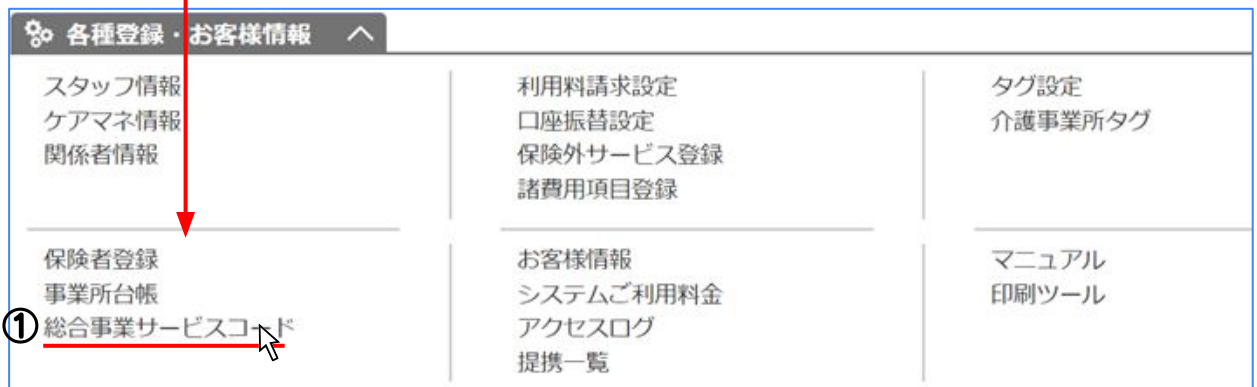 各種登録・お客様情報
スタッフ情報
ケアマネ情報
関係者情報
利用料請求設定
口座振替設定
保険外サービス登録
諸費用項目登録
タグ設定
介護事業所タグ
保険者登録
事業所台帳
①総合事業サービスコード
お客様情報
システムご利用料金
アクセスログ
提携一覧
マニュアル
印刷ツール